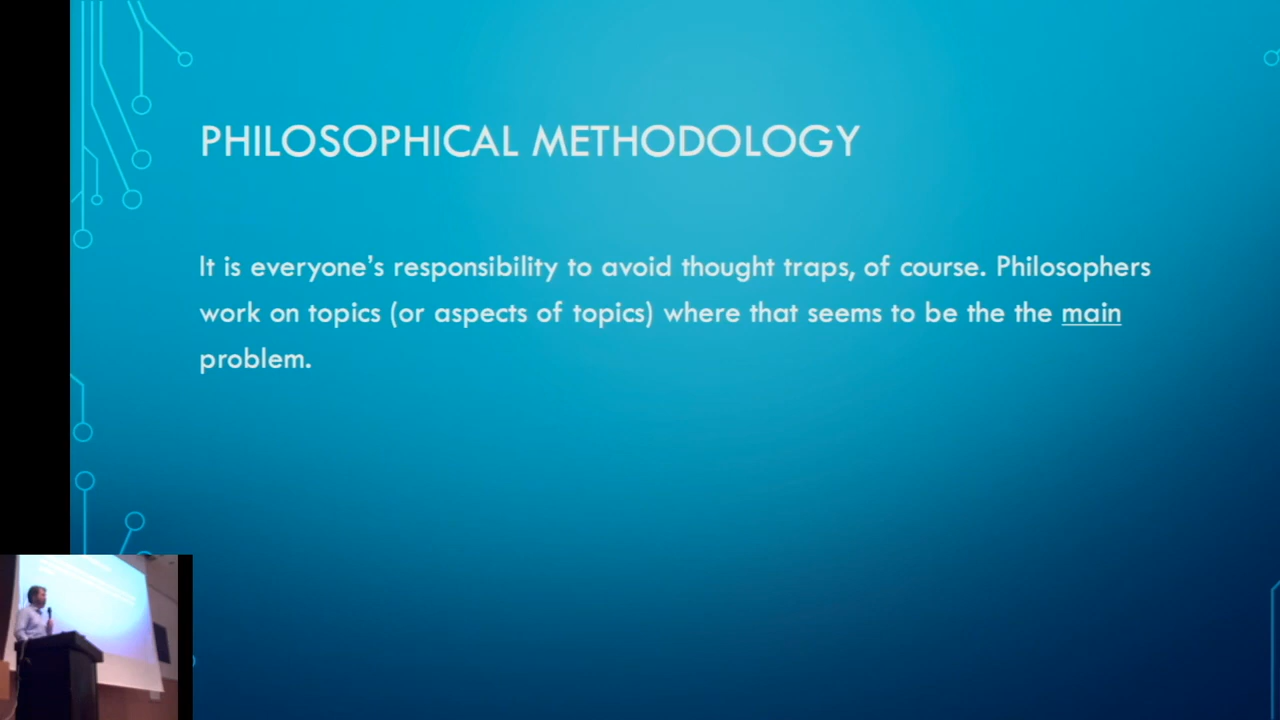 PHILOSOPHICAL METHODOLOGY
It is everyone's responsibility to avoid thought traps, of course. Philosophers
work on topics (or aspects of topics) where that seems to be the the main
problem.